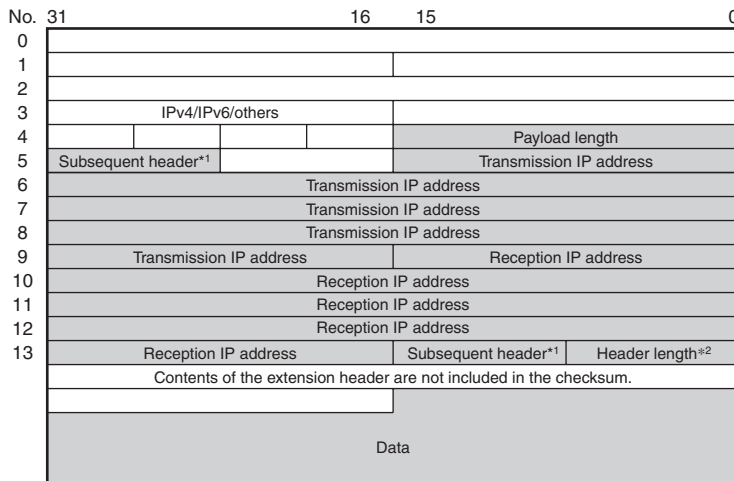 No. 31 16 15 0
0
1
2
3 IPv4/IPv6/others
4 Payload length
5 Subsequent header*1 Transmission IP address
6 Transmission IP address
7 Transmission IP address
8 Transmission IP address
9 Transmission IP address Reception IP address
10 Reception IP address
11 Reception IP address
12 Reception IP address
13 Reception IP address Subsequent header*1 Header length*2
Contents of the extension header are not included in the checksum.
Data